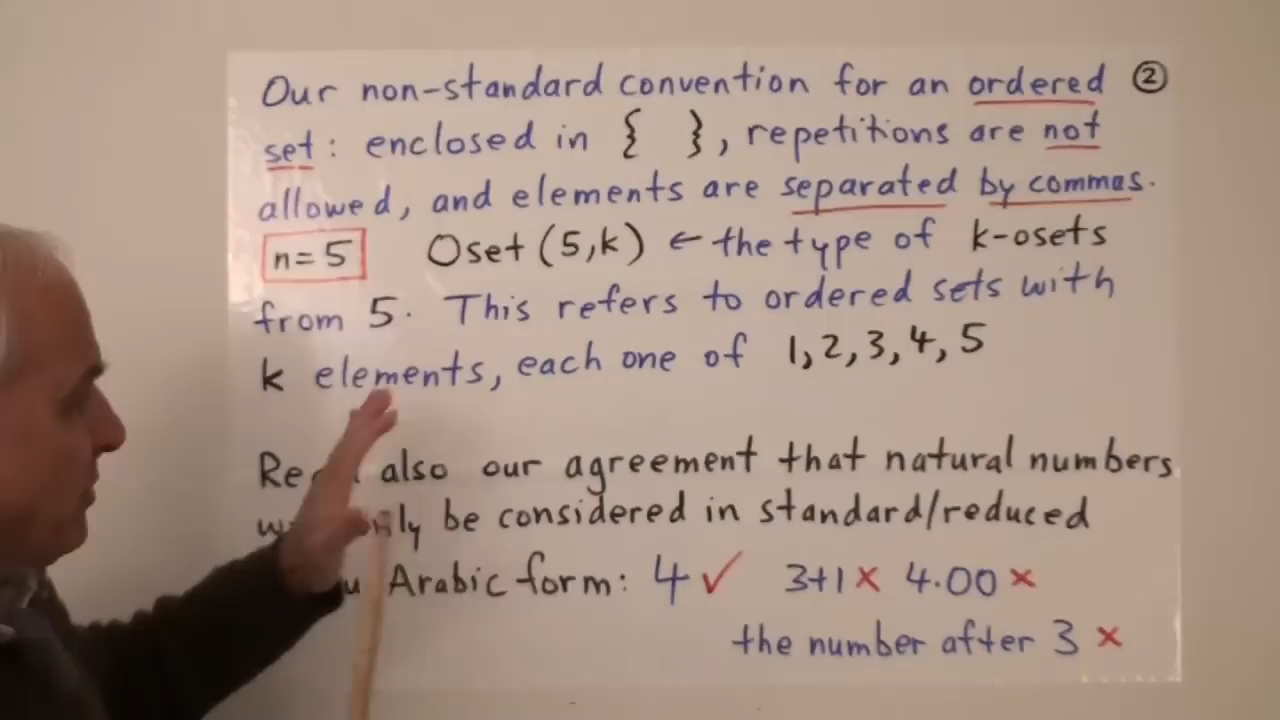 Our non-standard convention for an ordered ②
set: enclosed in { }, repetitions are not
allowed, and elements are separated by commas.
n=5 Oset (5,k) ← the type of k-osets
from 5. This refers to ordered sets with
k elements, each one of 1, 2, 3, 4, 5
also our agreement that natural numbers
be considered in standard/reduced
Arabic form: 4 ✓ 3+1 × 4.00 ×
the number after 3 ×